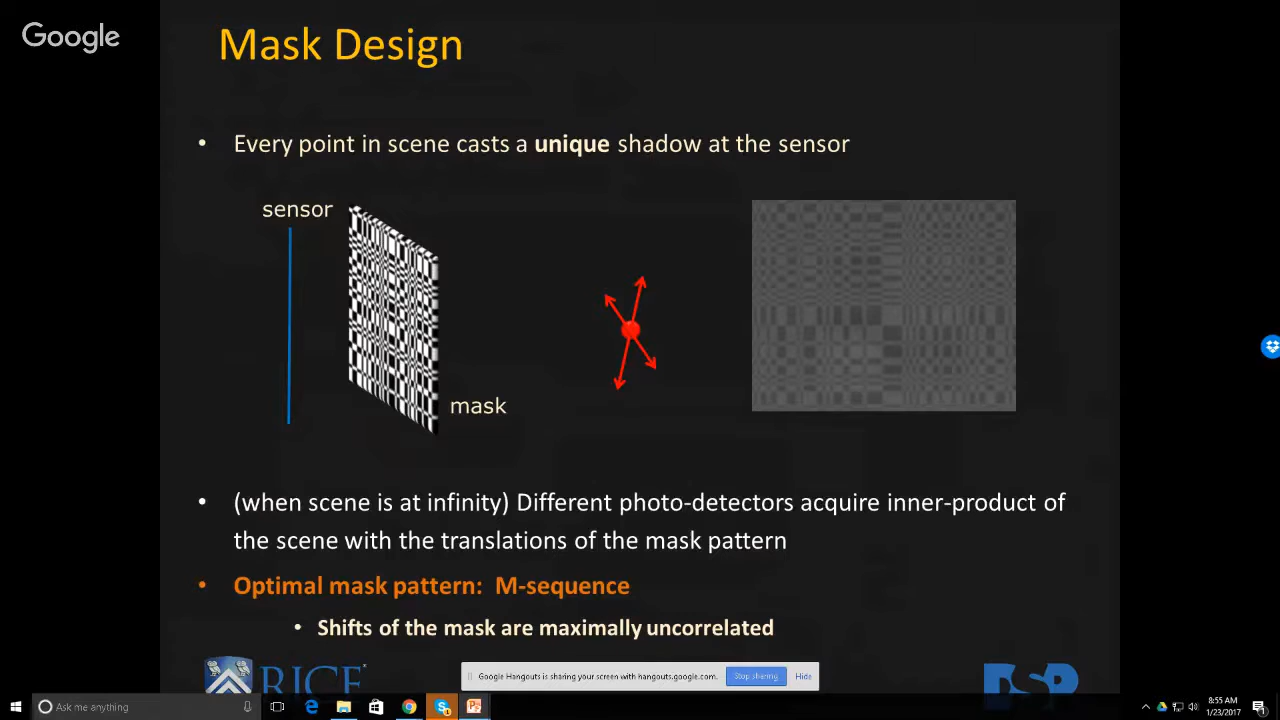 Google
Mask Design
• Every point in scene casts a unique shadow at the sensor
sensor
mask
• (when scene is at infinity) Different photo-detectors acquire inner-product of
the scene with the translations of the mask pattern
• Optimal mask pattern: M-sequence
• Shifts of the mask are maximally uncorrelated
RICE
DSP
Google Hangouts is sharing your screen with hangouts.google.com.
Stop sharing
Hide
Ask me anything
8:55 AM
1/23/2017